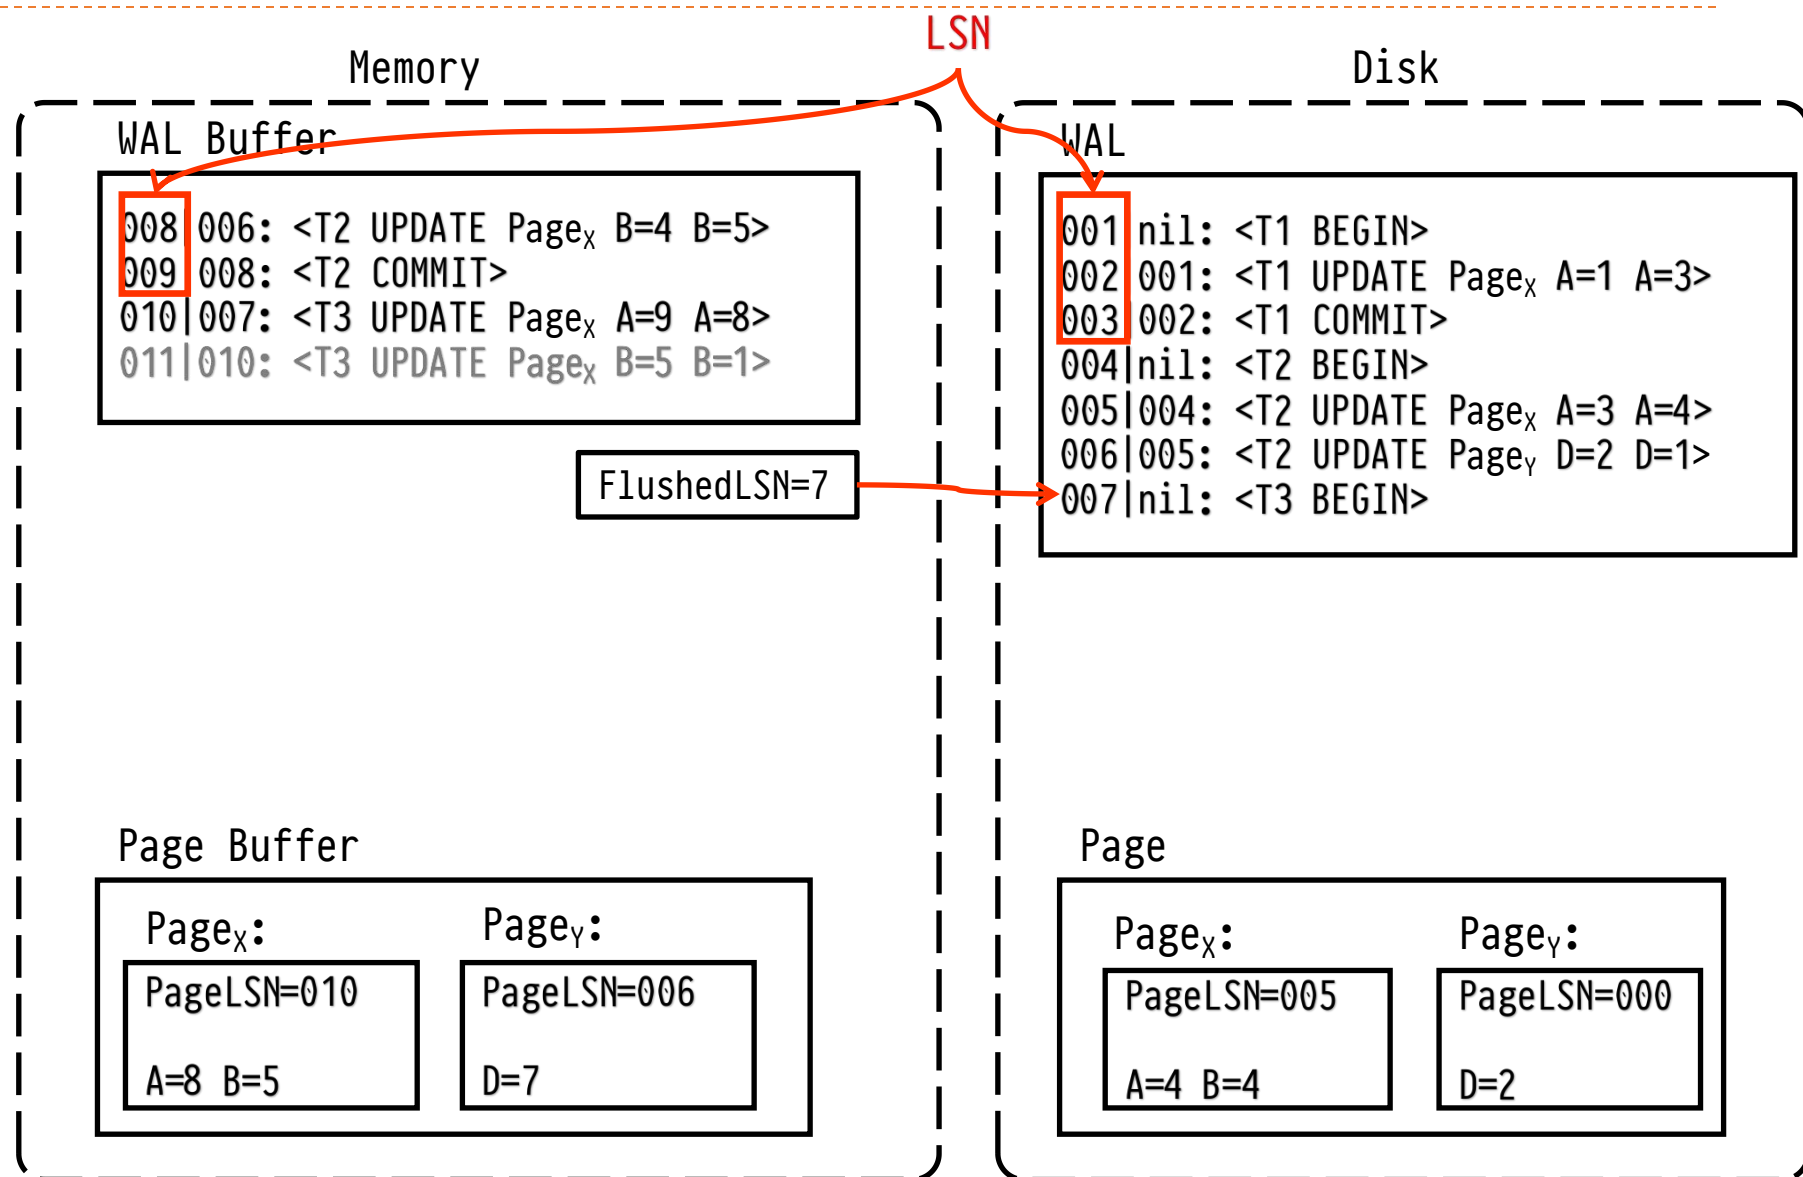 LSN
Memory
Disk
WAL Buffer
008|006: <T2 UPDATE PageX B=4 B=5>
009 008: <T2 COMMIT>
010|007: <T3 UPDATE PageX A=9 A=8>
011|010: <T3 UPDATE PageX B=5 B=1>
FlushedLSN=7
WAL
001|nil: <T1 BEGIN>
002 001: <T1 UPDATE PageX A=1 A=3>
003|002: <T1 COMMIT>
004|nil: <T2 BEGIN>
005|004: <T2 UPDATE PageX A=3 A=4>
006|005: <T2 UPDATE PageY D=2 D=1>
007|nil: <T3 BEGIN>
Page Buffer
PageX:
PageLSN=010
A=8 B=5
PageY:
PageLSN=006
D=7
Page
PageX:
PageLSN=005
A=4 B=4
PageY:
PageLSN=000
D=2